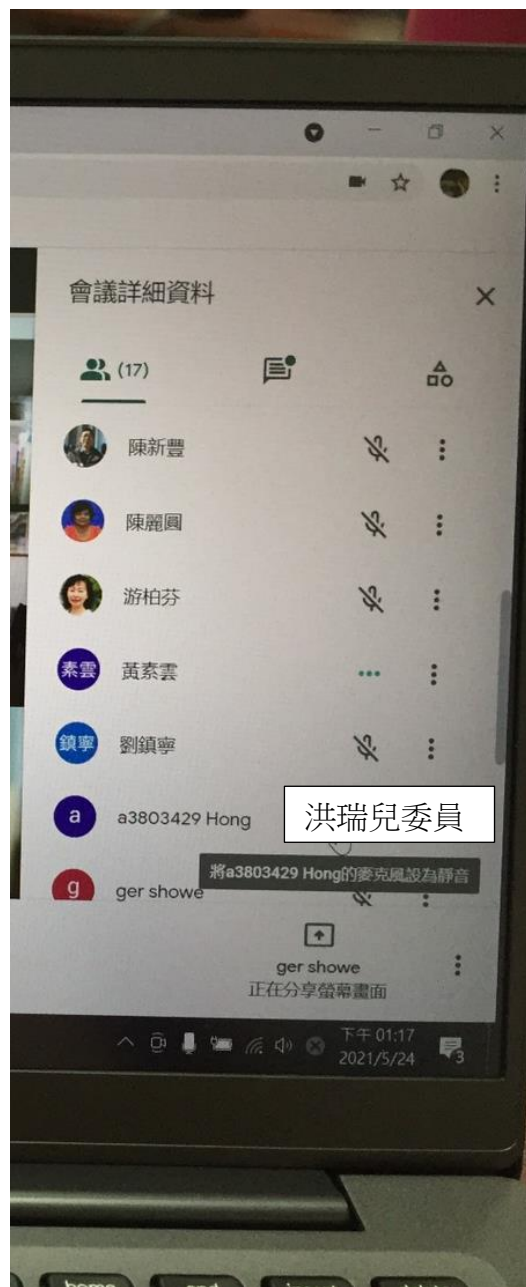 會議詳細資料
(17)
陳新豐
陳麗圓
游柏芬
素雲 黃素雲
鎮寧 劉鎮寧
a a3803429 Hong
洪瑞兒委員
將a3803429 Hong的麥克風設為靜音
g ger showe
ger showe
正在分享螢幕畫面
下午 01:17
2021/5/24
3
home
end